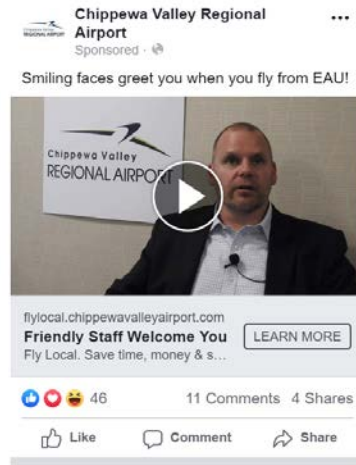 Chippewa Valley Regional
Airport
Sponsored ·
Smiling faces greet you when you fly from EAU!
Chippewa Valley
REGIONAL AIRPORT
flylocal.chippewavalleyairport.com
Friendly Staff Welcome You
LEARN MORE
Fly Local. Save time, money & s...
46
11 Comments 4 Shares
Like
Comment
Share